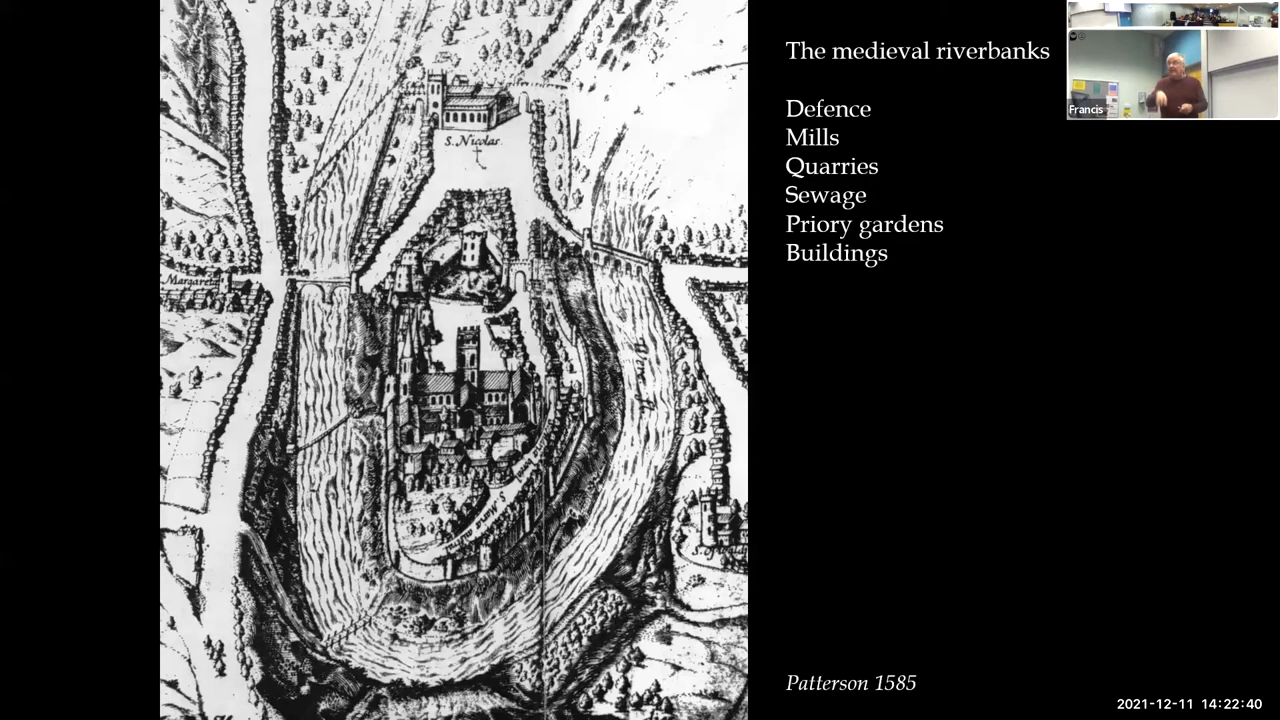 The medieval riverbanks
Defence
Mills
Quarries
Sewage
Priory gardens
Buildings
Francis
S. Nicolas
Margarets
Patterson 1585
2021-12-11 14:22:40